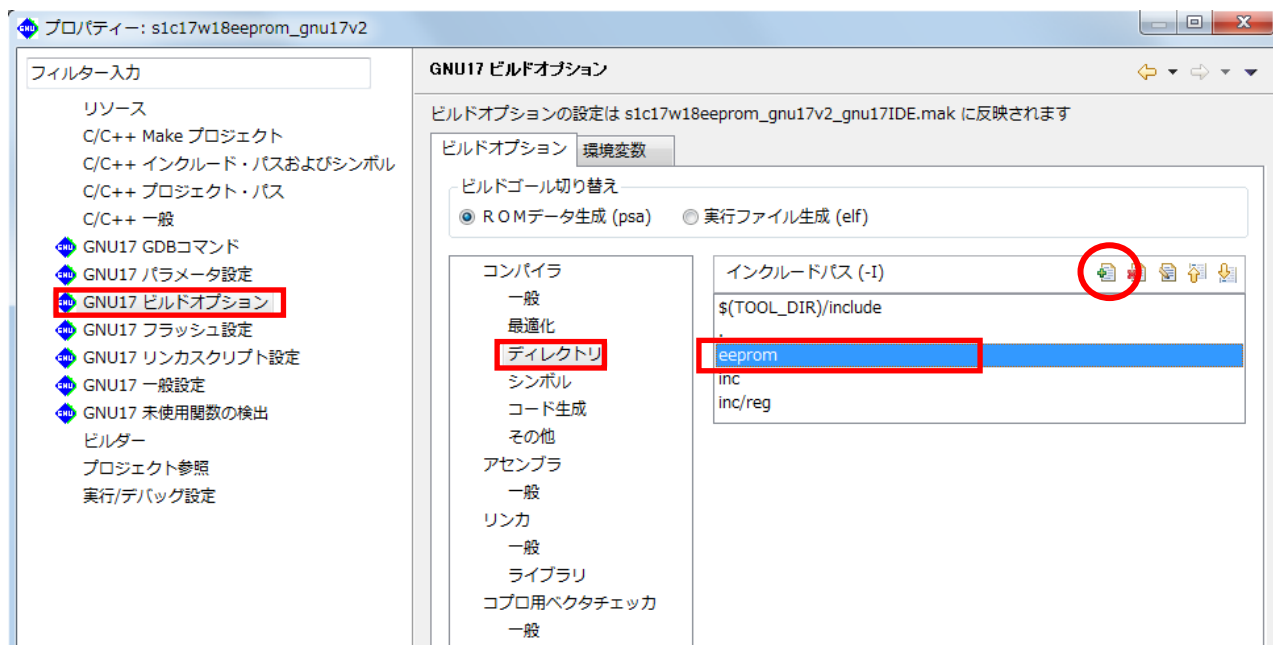 プロパティー: s1c17w18eeprom_gnu17v2
フィルター入力
リソース
C/C++ Make プロジェクト
C/C++ インクルード・パスおよびシンボル
C/C++ プロジェクト・パス
C/C++ 一般
GNU17 GDBコマンド
GNU17 パラメータ設定
GNU17 ビルドオプション
GNU17 フラッシュ設定
GNU17 リンカスクリプト設定
GNU17 一般設定
GNU17 未使用関数の検出
ビルダー
プロジェクト参照
実行/デバッグ設定
GNU17 ビルドオプション
ビルドオプションの設定は s1c17w18eeprom_gnu17v2_gnu17IDE.mak に反映されます
ビルドオプション 環境変数
ビルドゴール切り替え
ＲＯＭデータ生成 (psa) 実行ファイル生成 (elf)
コンパイラ
一般
最適化
ディレクトリ
シンボル
コード生成
その他
アセンブラ
一般
リンカ
一般
ライブラリ
コプロ用ベクタチェッカ
一般
インクルードパス (-I)
$(TOOL_DIR)/include
.
eeprom
inc
inc/reg